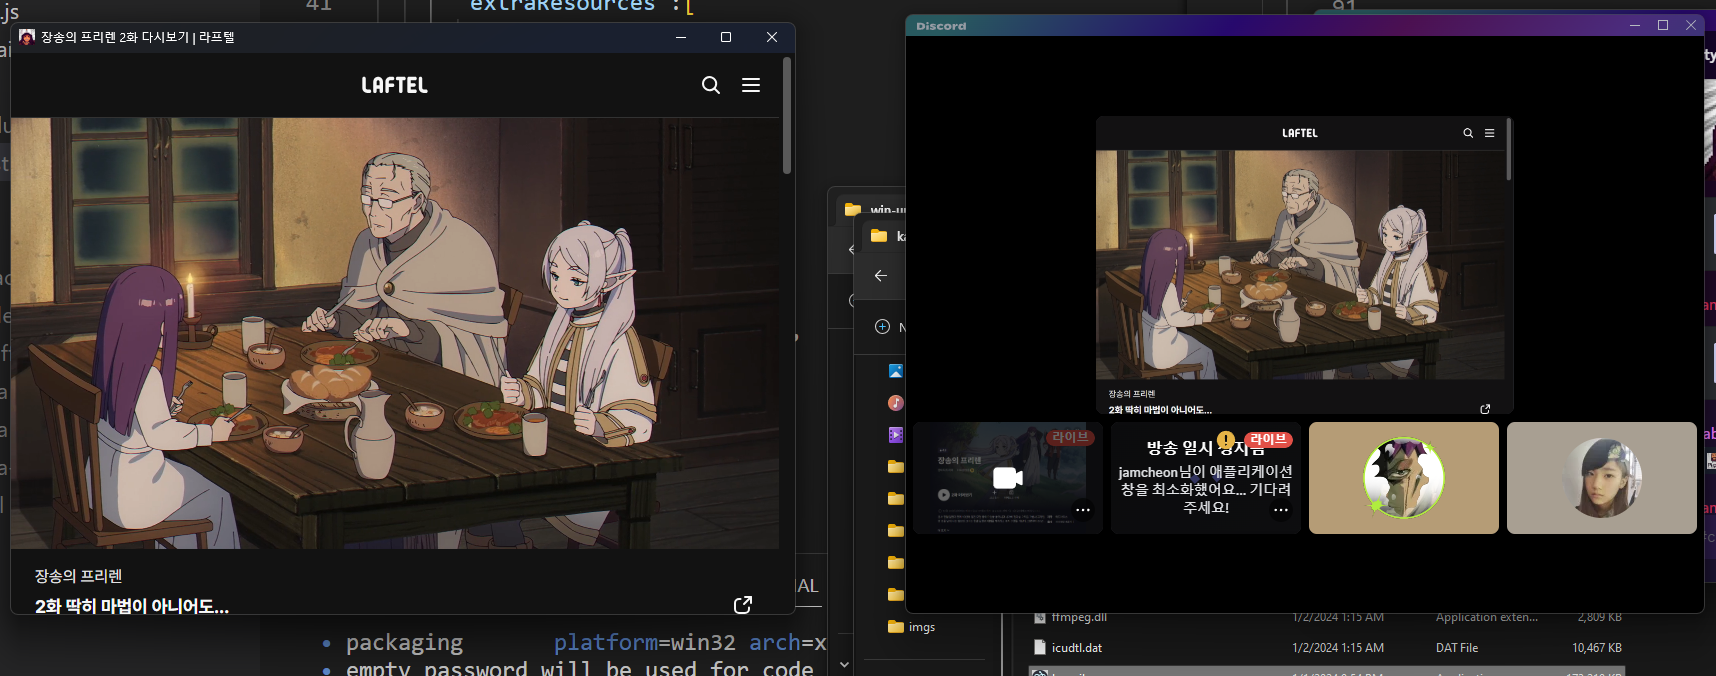 .js
41
extraResources :[
91
장송의 프리렌 2화 다시보기 | 라프텔
LAFTEL
장송의 프리렌
2화 딱히 마법이 아니어도...
Discord
LAFTEL
장송의 프리렌
2화 딱히 마법이 아니어도...
라이브
장송의 프리렌
방송 일시 정지됨
라이브
jamcheon님이 애플리케이션
창을 최소화했어요... 기다려
주세요!
imgs
ffmpeg.dll 1/2/2024 1:15 AM Application exten... 2,809 KB
icudtl.dat 1/2/2024 1:15 AM DAT File 10,467 KB
• packaging platform=win32 arch=x
• empty password will be used for code